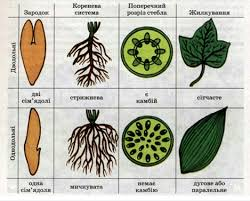 Зародок
Коренева система
Поперечний розріз стебла
Жилкування
Дводольні
дві сім'ядолі
стрижнева
є камбій
сітчасте
Однодольні
одна сім'ядоля
мичкувата
немає камбію
дугове або паралельне